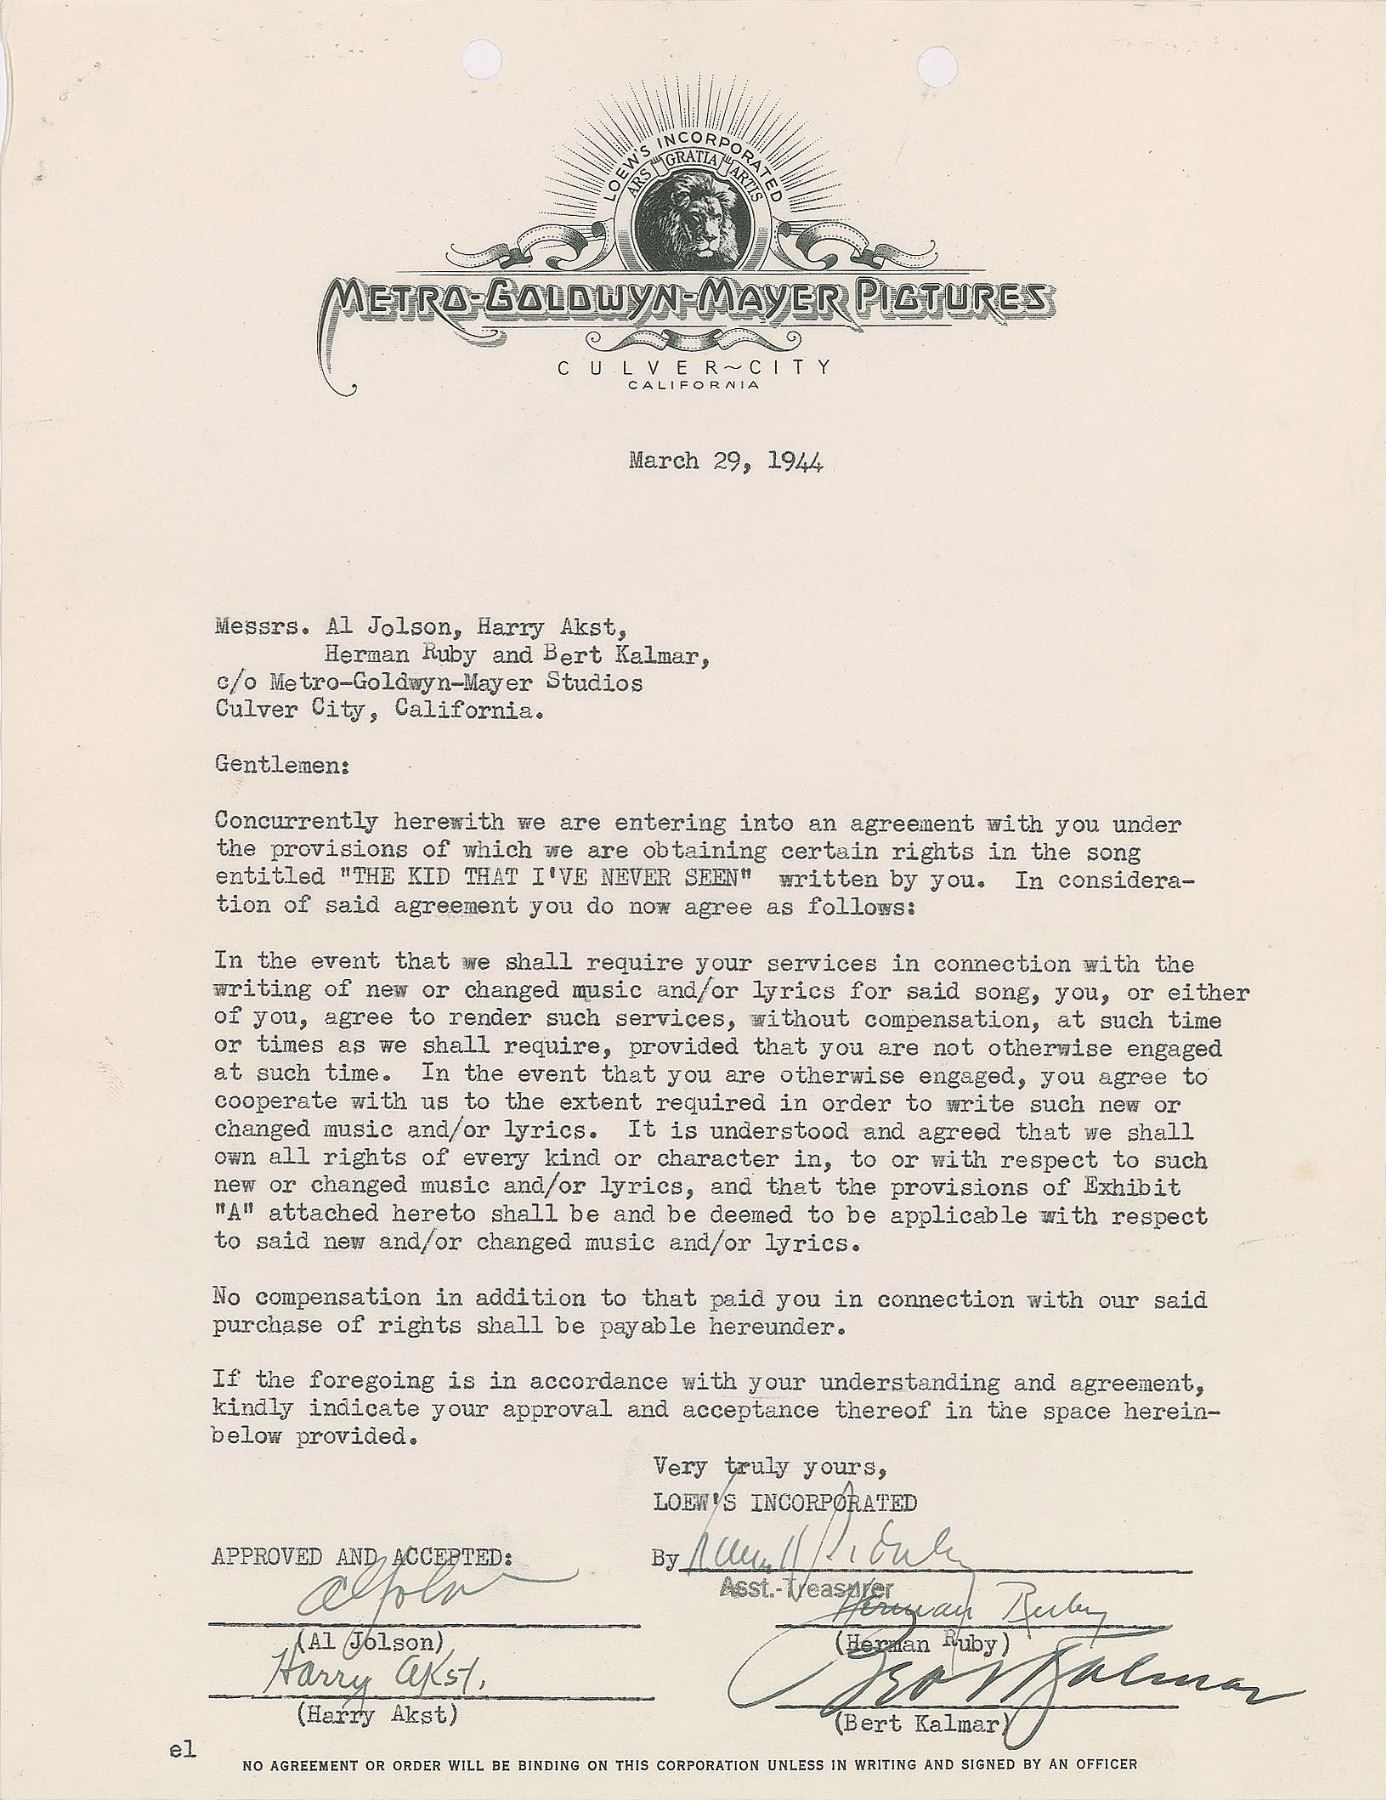 LOEW'S INCORPORATED
ARS GRATIA ARTIS
METRO-GOLDWYN-MAYER PICTURES
CULVER~CITY
CALIFORNIA
March 29, 1944
Messrs. Al Jolson, Harry Akst,
Herman Ruby and Bert Kalmar,
c/o Metro-Goldwyn-Mayer Studios
Culver City, California.
Gentlemen:
Concurrently herewith we are entering into an agreement with you under
the provisions of which we are obtaining certain rights in the song
entitled "THE KID THAT I'VE NEVER SEEN" written by you. In considera-
tion of said agreement you do now agree as follows:
In the event that we shall require your services in connection with the
writing of new or changed music and/or lyrics for said song, you, or either
of you, agree to render such services, without compensation, at such time
or times as we shall require, provided that you are not otherwise engaged
at such time. In the event that you are otherwise engaged, you agree to
cooperate with us to the extent required in order to write such new or
changed music and/or lyrics. It is understood and agreed that we shall
own all rights of every kind or character in, to or with respect to such
new or changed music and/or lyrics, and that the provisions of Exhibit
"A" attached hereto shall be and be deemed to be applicable with respect
to said new and/or changed music and/or lyrics.
No compensation in addition to that paid you in connection with our said
purchase of rights shall be payable hereunder.
If the foregoing is in accordance with your understanding and agreement,
kindly indicate your approval and acceptance thereof in the space herein-
below provided.
Very truly yours,
LOEW'S INCORPORATED
APPROVED AND ACCEPTED:
By
Asst.-Treasurer
Al Jolson
Herman Ruby
(Al Jolson)
(Herman Ruby)
Harry Akst.
Bert Kalmar
(Harry Akst)
(Bert Kalmar)
el
NO AGREEMENT OR ORDER WILL BE BINDING ON THIS CORPORATION UNLESS IN WRITING AND SIGNED BY AN OFFICER